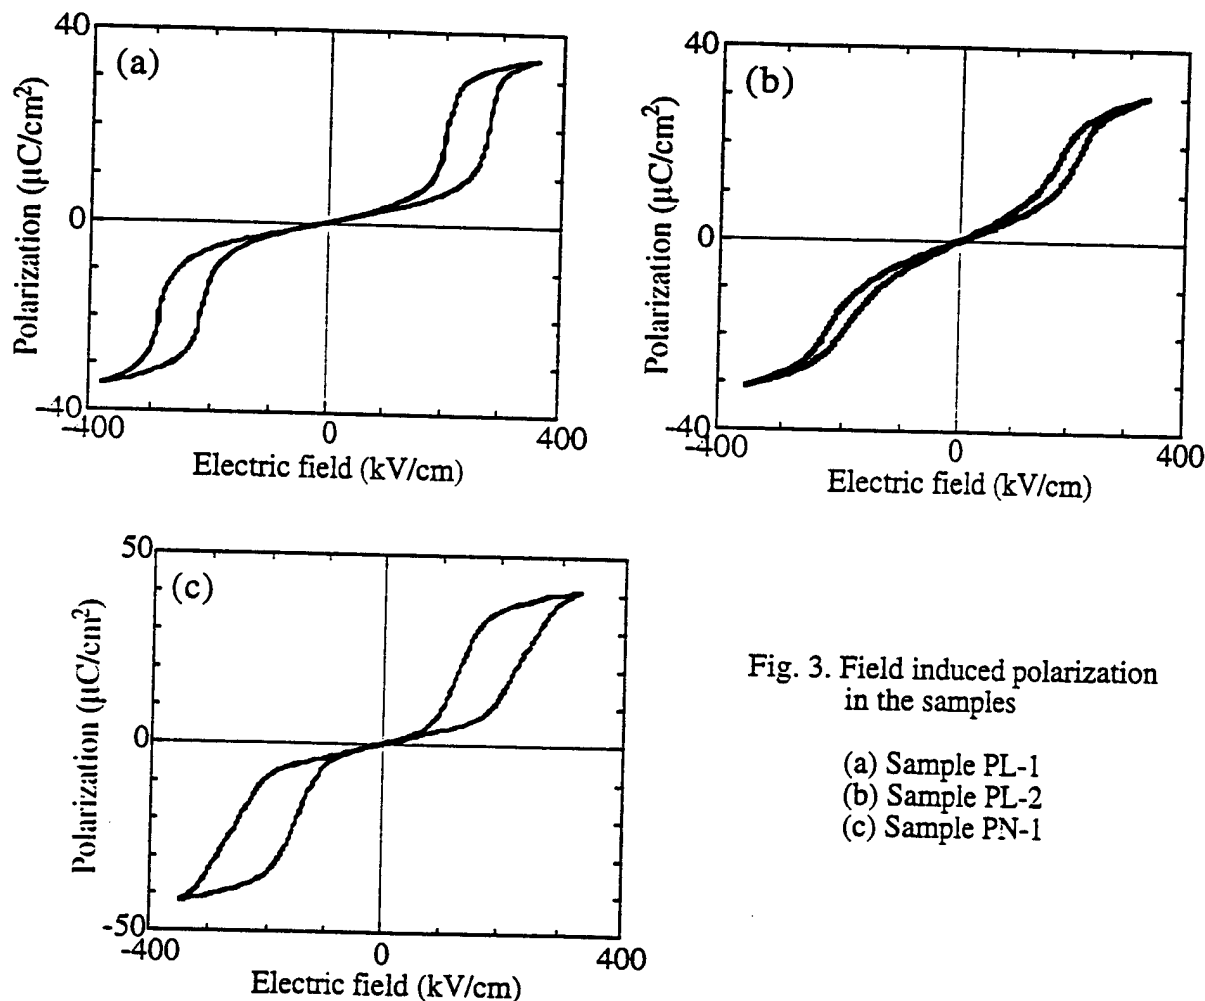 40
(a)
Polarization (μC/cm²)
0
-40
-400
0
400
Electric field (kV/cm)
40
(b)
Polarization (μC/cm²)
0
-40
-400
0
400
Electric field (kV/cm)
50
(c)
Polarization (μC/cm²)
0
-50
-400
0
400
Electric field (kV/cm)
Fig. 3. Field induced polarization
in the samples
(a) Sample PL-1
(b) Sample PL-2
(c) Sample PN-1